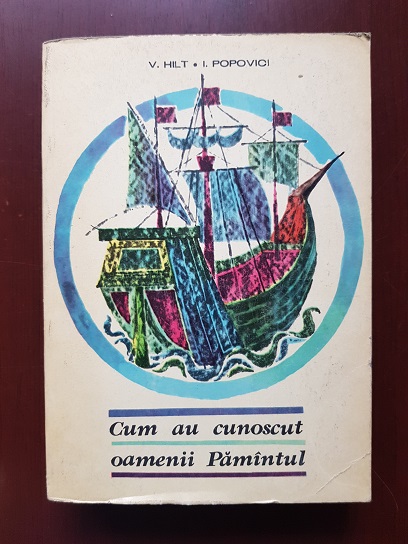 V. HILT • I. POPOVICI
Cum au cunoscut
oamenii Pămîntul